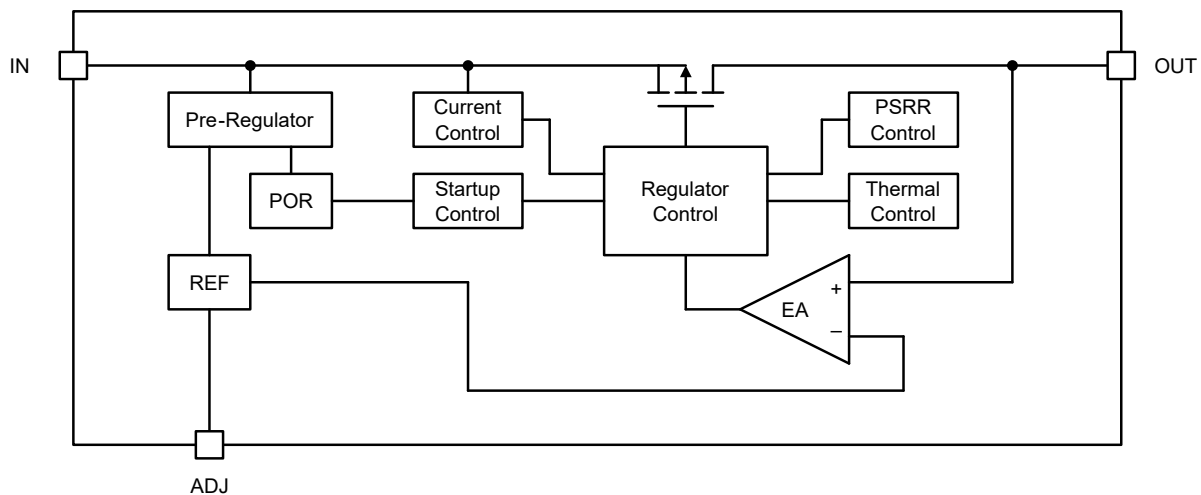 IN
OUT
Pre-Regulator
Current
Control
PSRR
Control
POR
Startup
Control
Regulator
Control
Thermal
Control
REF
+
EA
–
ADJ